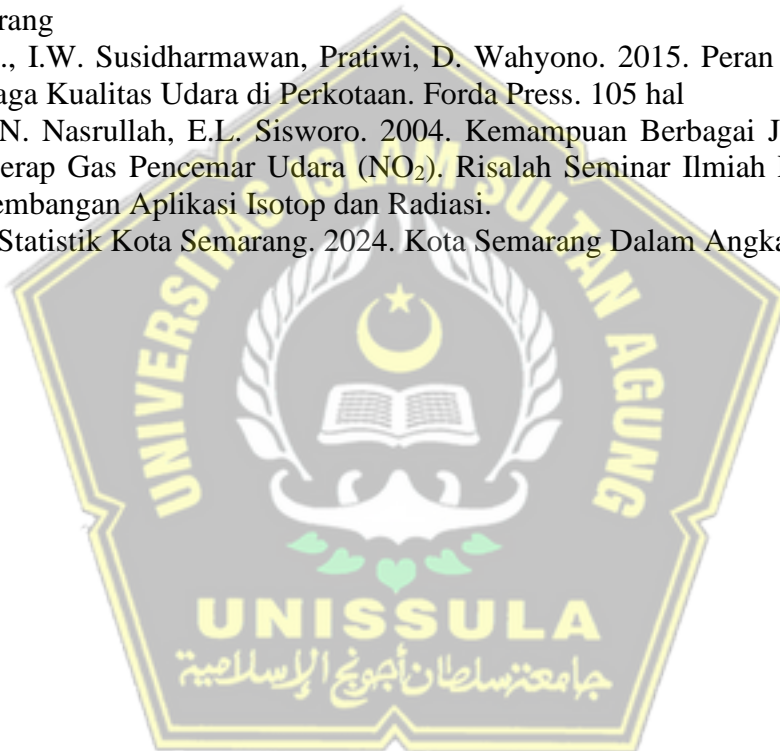 rang
., I.W. Susidharmawan, Pratiwi, D. Wahyono. 2015. Peran
aga Kualitas Udara di Perkotaan. Forda Press. 105 hal
N. Nasrullah, E.L. Sisworo. 2004. Kemampuan Berbagai J
erap Gas Pencemar Udara (NO₂). Risalah Seminar Ilmiah
embangan Aplikasi Isotop dan Radiasi.
Statistik Kota Semarang. 2024. Kota Semarang Dalam Angka
UNIVERSITAS ISLAM SULTAN AGUNG
UNISSULA
جامعنسلطان أجونج الإسلامية